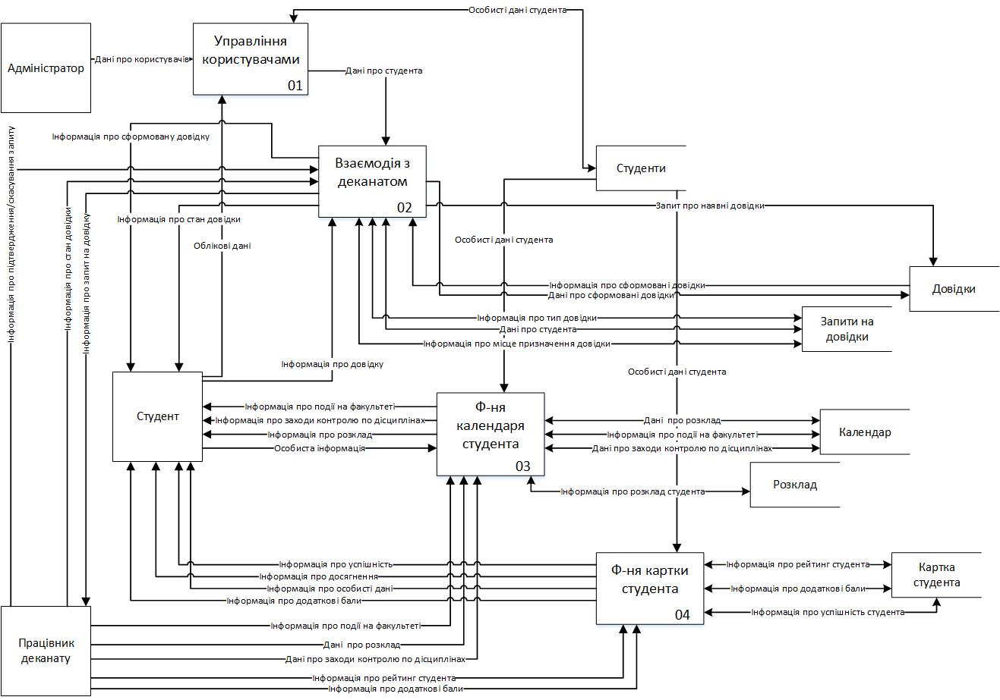 Особисті дані студента
Адміністратор
Дані про користувачів
Управління
користувачами
01
Дані про студента
Інформація про підтвердження/скасування запиту
Інформація про сформовану довідку
Взаємодія з
деканатом
02
Студенти
Запит про наявні довідки
Інформація про стан довідки
Інформація про запит на довідку
Інформація про стан довідки
Облікові дані
Особисті дані студента
Інформація про сформовані довідки
Дані про сформовані довідки
Довідки
Інформація про тип довідки
Дані про студента
Інформація про місце призначення довідки
Запити на
довідки
Інформація про довідку
Особисті дані студента
Студент
Інформація про події на факультеті
Інформація про заходи контролю по дісциплінах
Інформація про розклад
Особиста інформація
Ф-ня
календаря
студента
03
Дані  про розклад
Інформація про події на факультеті
Дані про заходи контролю по дісциплінах
Календар
Інформація про розклад студента
Розклад
Інформація про успішність
Інформація про досягнення
Інформація про особисті дані
Інформація про додаткові бали
Ф-ня картки
студента
04
Інформація про рейтинг студента
Інформація про додаткові бали
Інформація про успішність студента
Картка
студента
Працівник
деканату
Інформація про події на факультеті
Дані  про розклад
Дані про заходи контролю по дісциплінах
Інформація про рейтинг студента
Інформація про додаткові бали